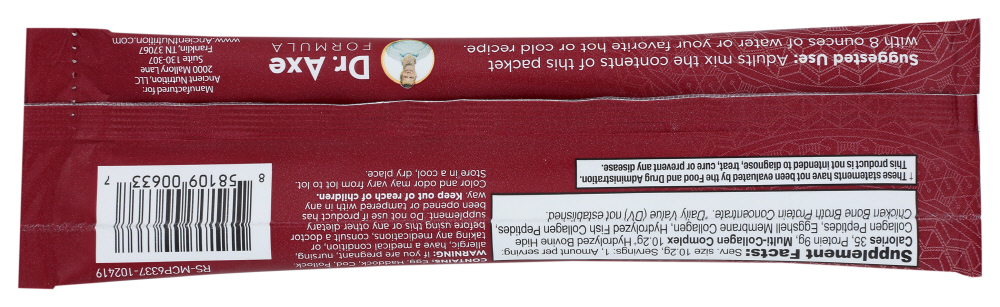 Supplement Facts: Serv. size 10.2g, Servings: 1, Amount per serving:
Calories 35, Protein 9g, Multi-Collagen Complex 10.2g*: Hydrolyzed Bovine Hide
Collagen Peptides, Eggshell Membrane Collagen, Hydrolyzed Fish Collagen Peptides,
Chicken Bone Broth Protein Concentrate. *Daily Value (DV) not established.
† These statements have not been evaluated by the Food and Drug Administration.
This product is not intended to diagnose, treat, cure or prevent any disease.
CONTAINS: Egg, Haddock, Cod, Pollock
WARNING: If you are pregnant, nursing,
allergic, have a medical condition, or
taking any medications, consult a doctor
before using this or any other dietary
supplement. Do not use if product has
been opened or tampered with in any
way. Keep out of reach of children.
Color and odor may vary from lot to lot.
Store in a cool, dry place.
RS-MCP6337-102419
8 58109 00633 7
Suggested Use: Adults mix the contents of this packet
with 8 ounces of water or your favorite hot or cold recipe.
Dr. Axe
FORMULA
Manufactured for:
Ancient Nutrition, LLC
2000 Mallory Lane
Suite 130-307
Franklin, TN 37067
www.AncientNutrition.com